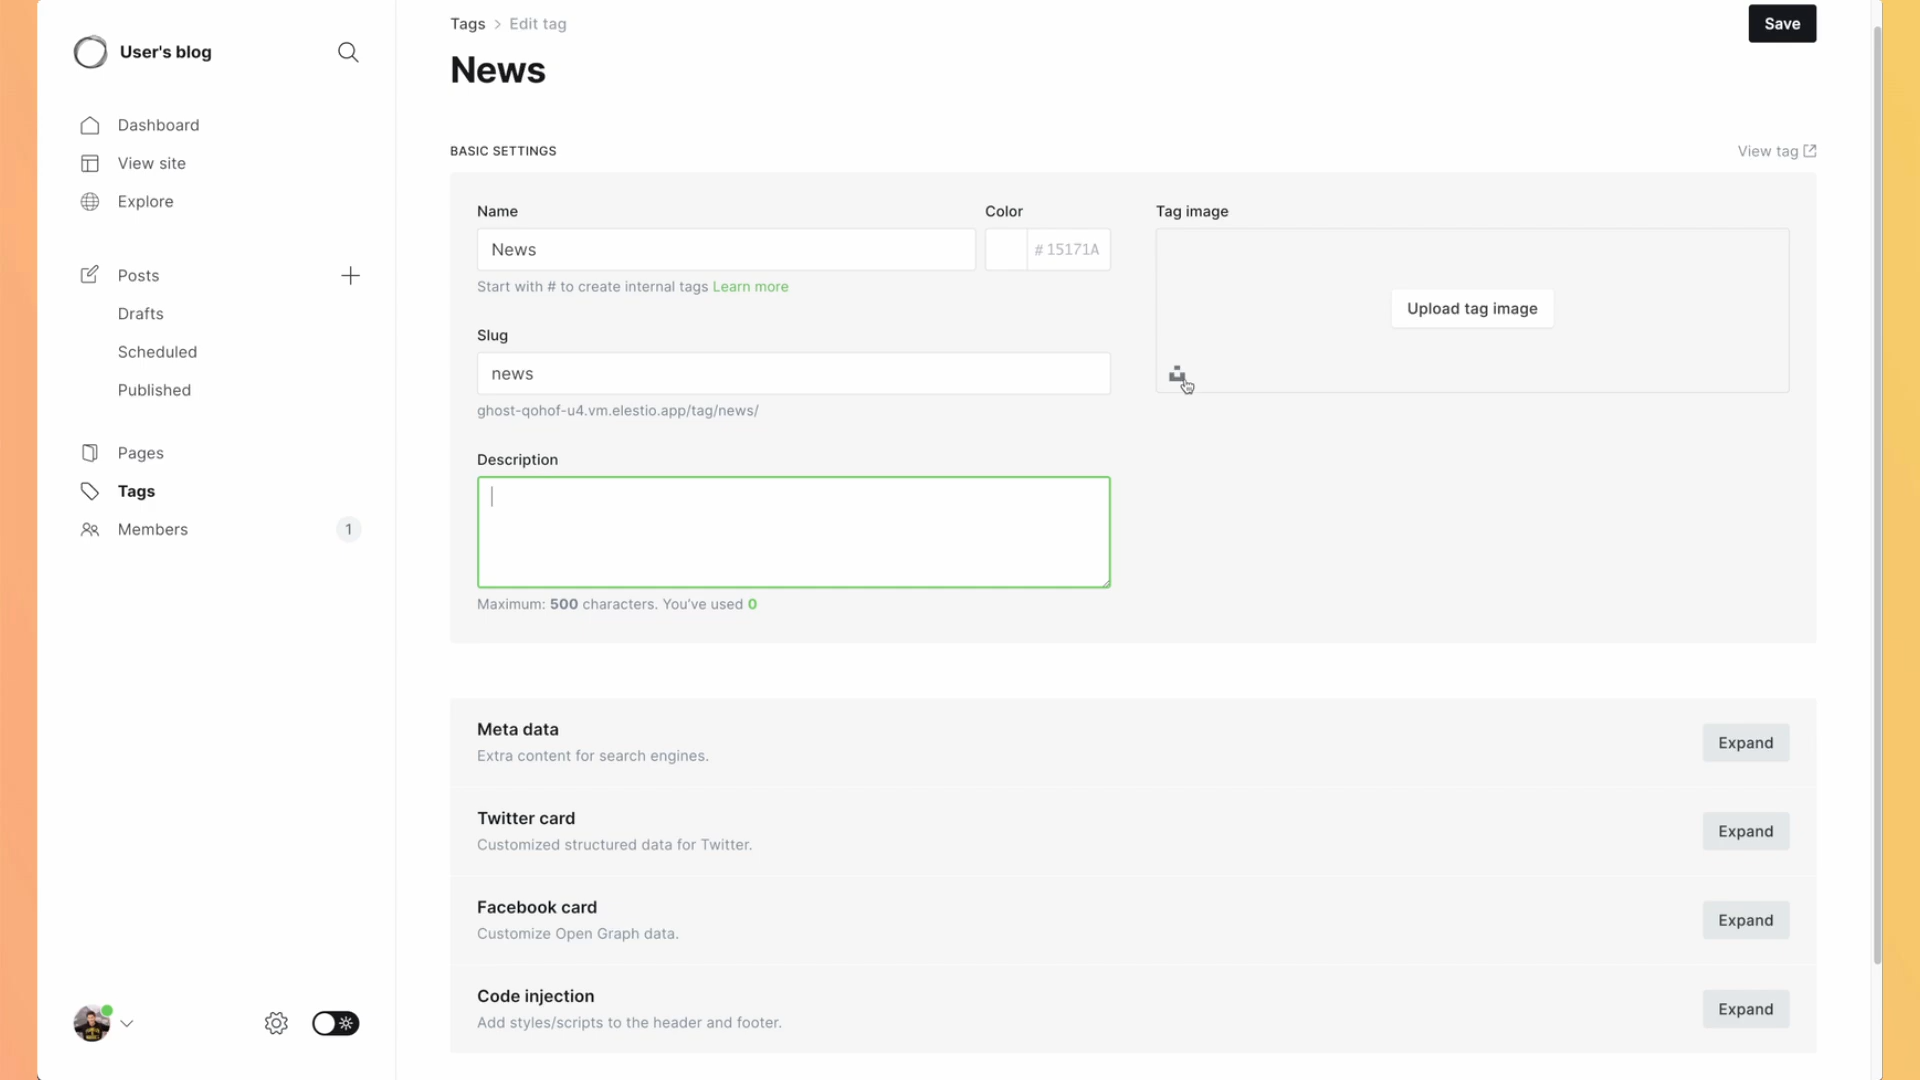 User's blog
Dashboard
View site
Explore
Posts
Drafts
Scheduled
Published
Pages
Tags
Members 1
Tags > Edit tag
Save
News
BASIC SETTINGS
View tag
Name
News
Start with # to create internal tags Learn more
Color
# 15171A
Slug
news
ghost-qohof-u4.vm.elestio.app/tag/news/
Description
Maximum: 500 characters. You've used 0
Tag image
Upload tag image
Meta data
Extra content for search engines.
Expand
Twitter card
Customized structured data for Twitter.
Expand
Facebook card
Customize Open Graph data.
Expand
Code injection
Add styles/scripts to the header and footer.
Expand